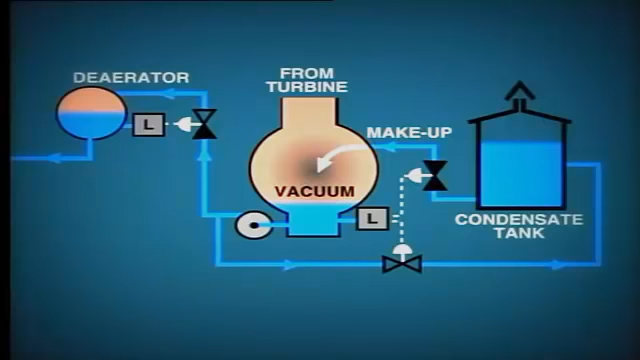 DEAERATOR
L
FROM
TURBINE
MAKE-UP
VACUUM
L
CONDENSATE
TANK